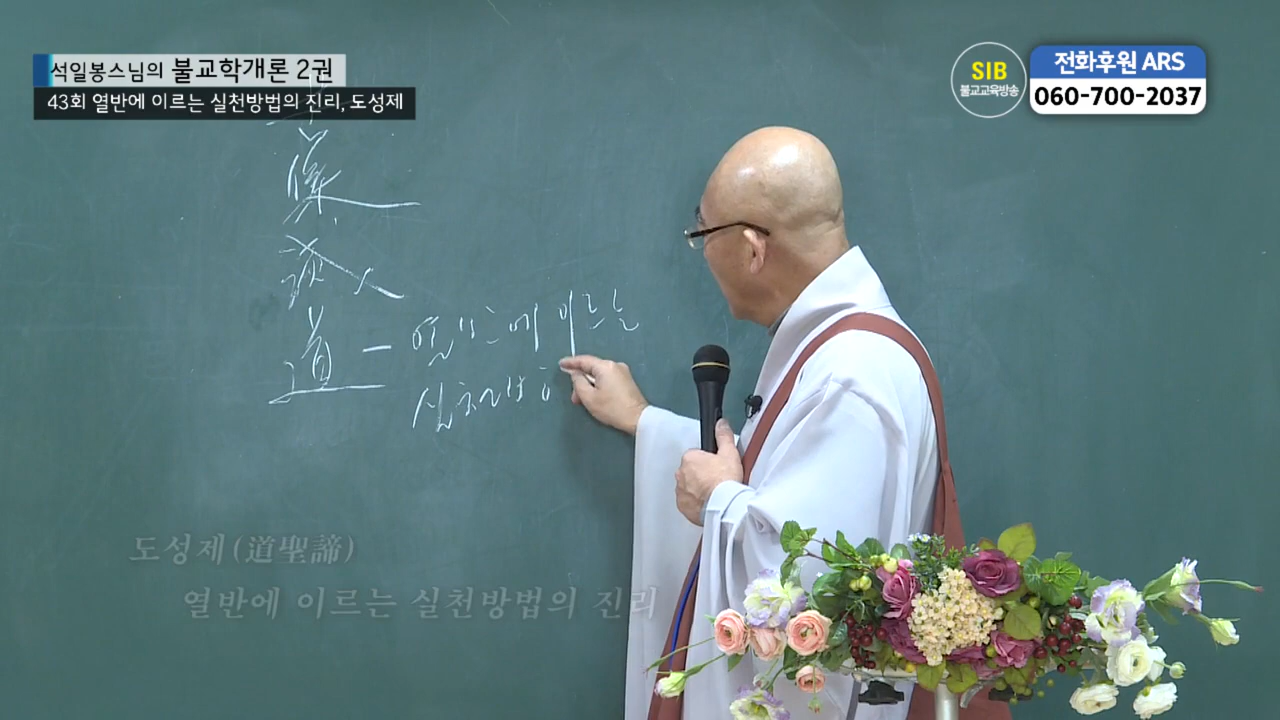 석일봉스님의 불교학개론 2권
43회 열반에 이르는 실천방법의 진리, 도성제
SIB
불교교육방송
전화후원 ARS
060-700-2037
苦
集
滅
道 - 열반에 이르는
실천방
도성제(道聖諦)
열반에 이르는 실천방법의 진리